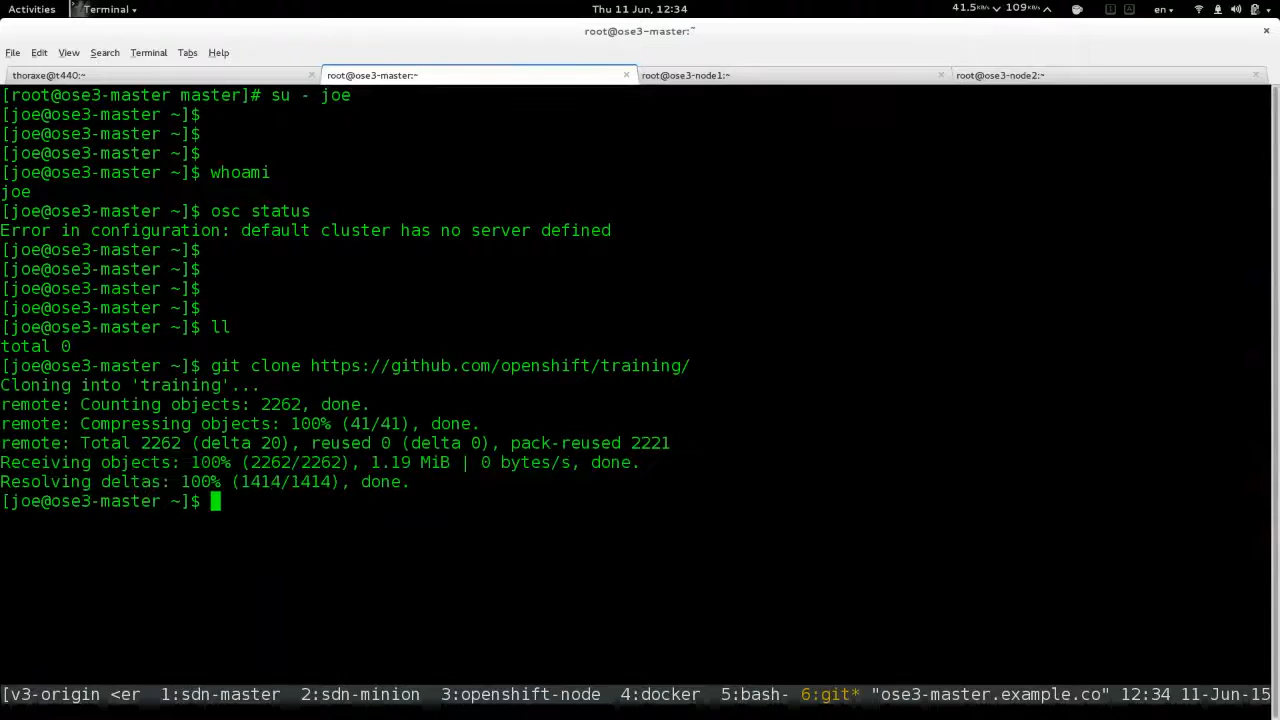 Activities Terminal Thu 11 Jun, 12:34 41.5KB/s 109KB/s en
root@ose3-master:~
File Edit View Search Terminal Tabs Help
thoraxe@t440:~ root@ose3-master:~ root@ose3-node1:~ root@ose3-node2:~
[root@ose3-master master]# su - joe
[joe@ose3-master ~]$
[joe@ose3-master ~]$
[joe@ose3-master ~]$
[joe@ose3-master ~]$ whoami
joe
[joe@ose3-master ~]$ osc status
Error in configuration: default cluster has no server defined
[joe@ose3-master ~]$
[joe@ose3-master ~]$
[joe@ose3-master ~]$
[joe@ose3-master ~]$
[joe@ose3-master ~]$ ll
total 0
[joe@ose3-master ~]$ git clone https://github.com/openshift/training/
Cloning into 'training'...
remote: Counting objects: 2262, done.
remote: Compressing objects: 100% (41/41), done.
remote: Total 2262 (delta 20), reused 0 (delta 0), pack-reused 2221
Receiving objects: 100% (2262/2262), 1.19 MiB | 0 bytes/s, done.
Resolving deltas: 100% (1414/1414), done.
[joe@ose3-master ~]$
[v3-origin <er 1:sdn-master 2:sdn-minion 3:openshift-node 4:docker 5:bash- 6:git* "ose3-master.example.co" 12:34 11-Jun-15